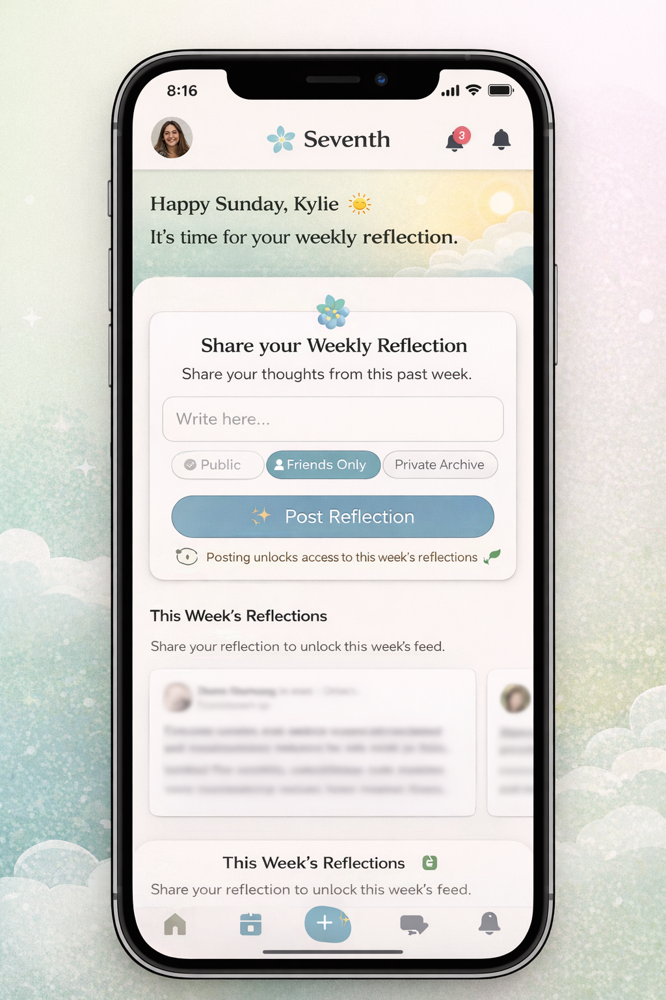 8:16
Seventh
3
Happy Sunday, Kylie
It's time for your weekly reflection.
Share your Weekly Reflection
Share your thoughts from this past week.
Write here...
Public
Friends Only
Private Archive
Post Reflection
Posting unlocks access to this week's reflections
This Week's Reflections
Share your reflection to unlock this week's feed.
This Week's Reflections
Share your reflection to unlock this week's feed.